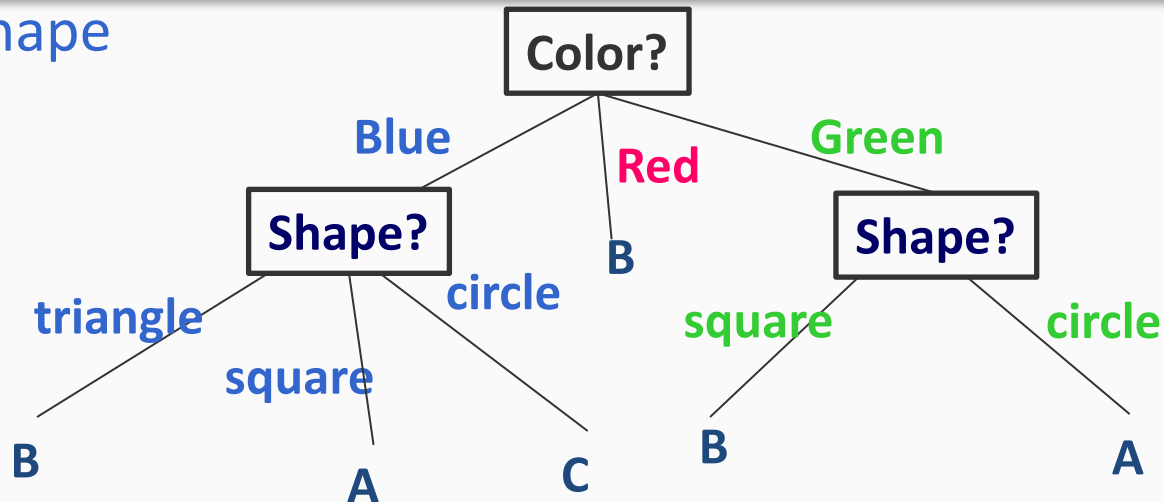 hape
Color?
Blue
Red
Green
Shape?
B
Shape?
triangle
square
circle
square
circle
B
A
C
B
A